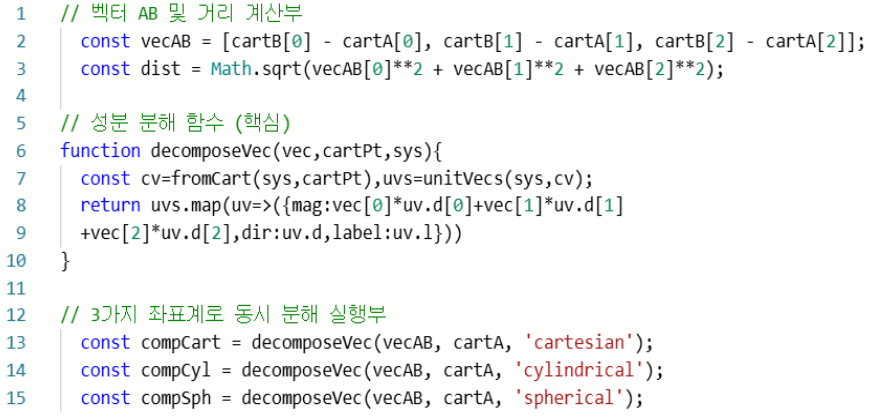 1 // 벡터 AB 및 거리 계산부
2 const vecAB = [cartB[0] - cartA[0], cartB[1] - cartA[1], cartB[2] - cartA[2]];
3 const dist = Math.sqrt(vecAB[0]**2 + vecAB[1]**2 + vecAB[2]**2);
4
5 // 성분 분해 함수 (핵심)
6 function decomposeVec(vec,cartPt,sys){
7 const cv=fromCart(sys,cartPt),uvs=unitVecs(sys,cv);
8 return uvs.map(uv=>({mag:vec[0]*uv.d[0]+vec[1]*uv.d[1]
9 +vec[2]*uv.d[2],dir:uv.d,label:uv.l}))
10 }
11
12 // 3가지 좌표계로 동시 분해 실행부
13 const compCart = decomposeVec(vecAB, cartA, 'cartesian');
14 const compCyl = decomposeVec(vecAB, cartA, 'cylindrical');
15 const compSph = decomposeVec(vecAB, cartA, 'spherical');